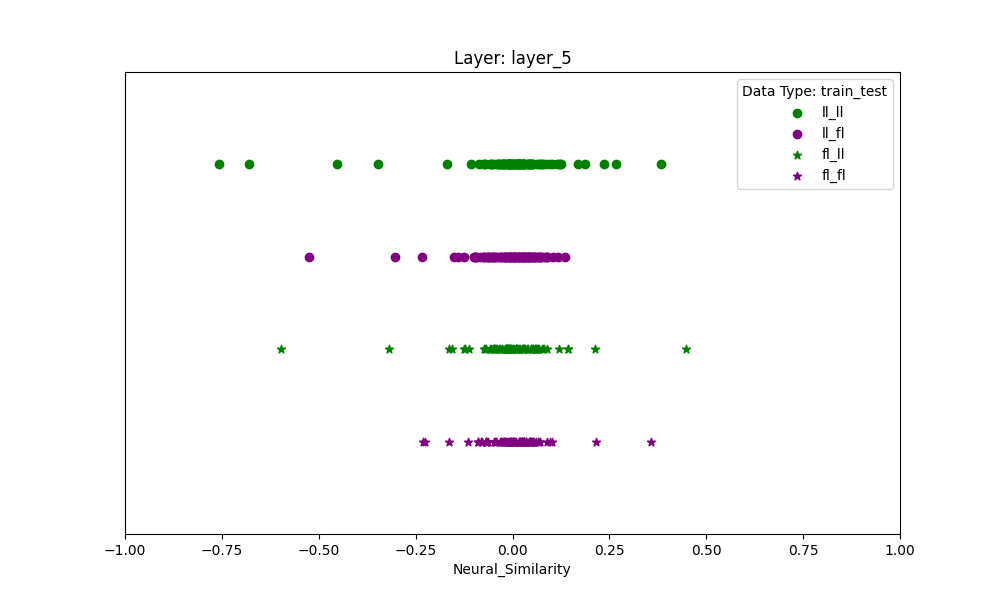 Layer: layer_5
Data Type: train_test
ll_ll
ll_fl
fl_ll
fl_fl
−1.00 −0.75 −0.50 −0.25 0.00 0.25 0.50 0.75 1.00
Neural_Similarity